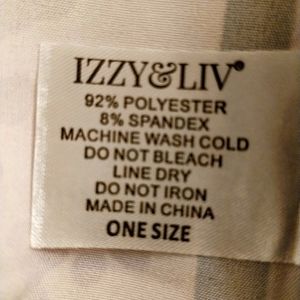 IZZY&LIV®
92% POLYESTER
8% SPANDEX
MACHINE WASH COLD
DO NOT BLEACH
LINE DRY
DO NOT IRON
MADE IN CHINA
ONE SIZE